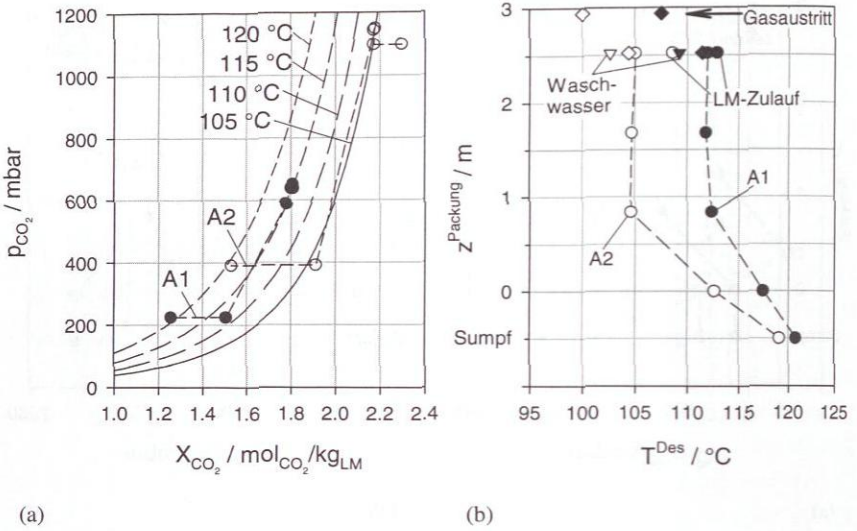 1200
1000
800
600
400
200
0
p_CO₂ / mbar
120 °C
115 °C
110 °C
105 °C
A2
A1
1.0 1.2 1.4 1.6 1.8 2.0 2.2 2.4
X_CO₂ / mol_CO₂/kg_LM
(a)
3
2
1
0
Sumpf
z^Packung / m
Gasaustritt
Wasch-
wasser
LM-Zulauf
A1
A2
95 100 105 110 115 120 125
T^Des / °C
(b)